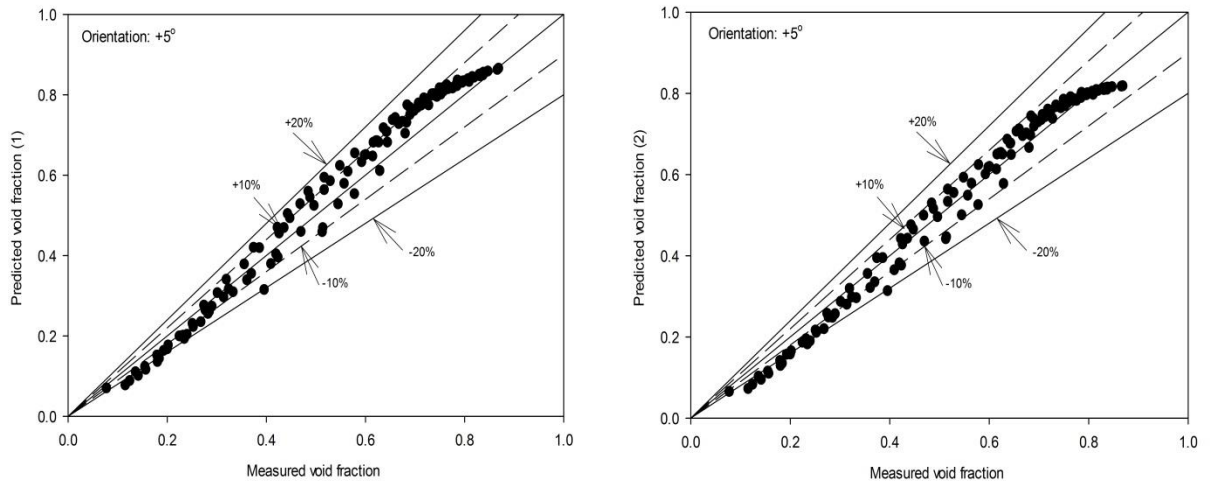 Orientation: +5°
Predicted void fraction (1)
1.0
0.8
0.6
0.4
0.2
0.0
+20%
+10%
-20%
-10%
0.0 0.2 0.4 0.6 0.8 1.0
Measured void fraction
Orientation: +5°
Predicted void fraction (2)
1.0
0.8
0.6
0.4
0.2
0.0
+20%
+10%
-20%
-10%
0.0 0.2 0.4 0.6 0.8 1.0
Measured void fraction